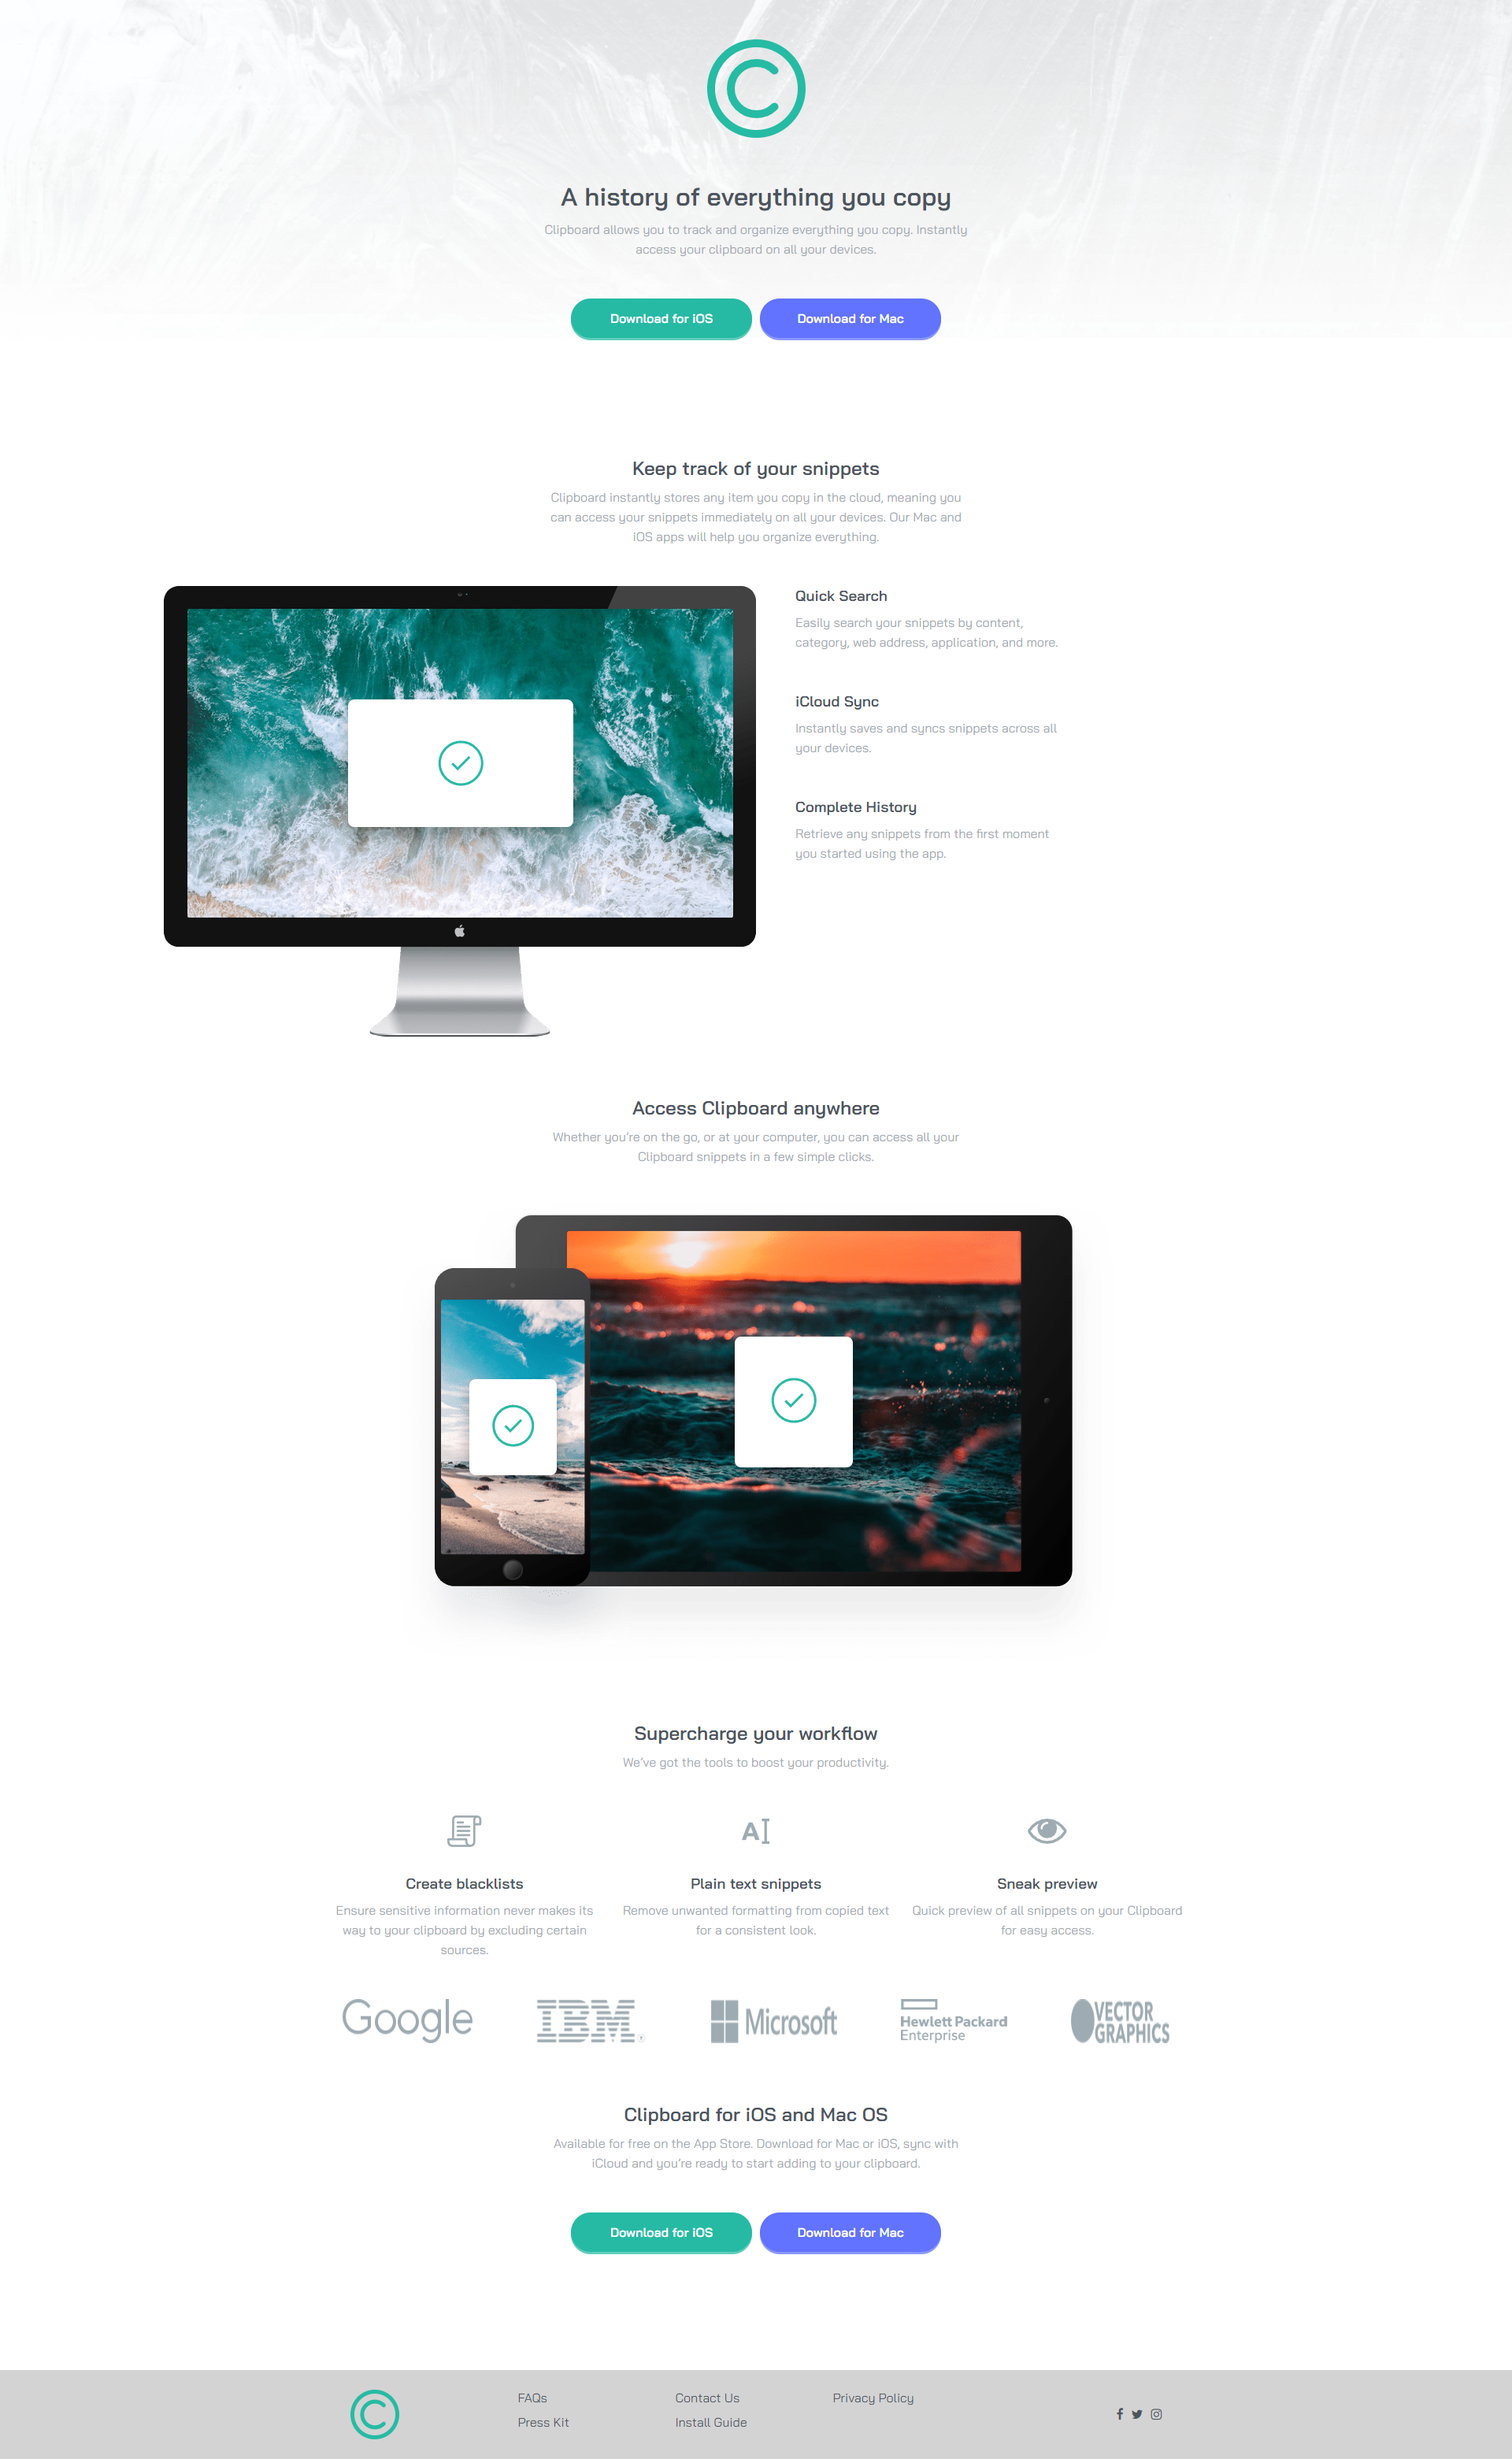 A history of everything you copy
Clipboard allows you to track and organize everything you copy. Instantly
access your clipboard on all your devices.
Download for iOS
Download for Mac
Keep track of your snippets
Clipboard instantly stores any item you copy in the cloud, meaning you
can access your snippets immediately on all your devices. Our Mac and
iOS apps will help you organize everything.
Quick Search
Easily search your snippets by content,
category, web address, application, and more.
iCloud Sync
Instantly saves and syncs snippets across all
your devices.
Complete History
Retrieve any snippets from the first moment
you started using the app.
Access Clipboard anywhere
Whether you’re on the go, or at your computer, you can access all your
Clipboard snippets in a few simple clicks.
Supercharge your workflow
We’ve got the tools to boost your productivity.
Create blacklists
Ensure sensitive information never makes its
way to your clipboard by excluding certain
sources.
Plain text snippets
Remove unwanted formatting from copied text
for a consistent look.
Sneak preview
Quick preview of all snippets on your Clipboard
for easy access.
Google
IBM
Microsoft
Hewlett Packard
Enterprise
VECTOR
GRAPHICS
Clipboard for iOS and Mac OS
Available for free on the App Store. Download for Mac or iOS, sync with
iCloud and you’re ready to start adding to your clipboard.
Download for iOS
Download for Mac
FAQs
Press Kit
Contact Us
Install Guide
Privacy Policy